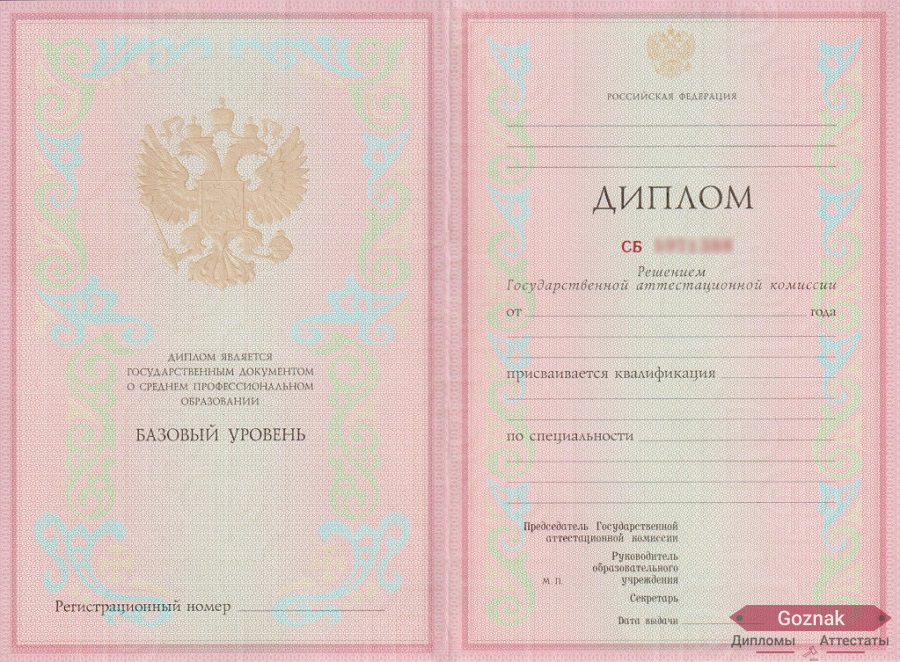 ДИПЛОМ ЯВЛЯЕТСЯ
ГОСУДАРСТВЕННЫМ ДОКУМЕНТОМ
О СРЕДНЕМ ПРОФЕССИОНАЛЬНОМ
ОБРАЗОВАНИИ
БАЗОВЫЙ УРОВЕНЬ
Регистрационный номер
РОССИЙСКАЯ ФЕДЕРАЦИЯ
ДИПЛОМ
СБ
Решением
Государственной аттестационной комиссии
от года
присваивается квалификация
по специальности
Председатель Государственной
аттестационной комиссии
Руководитель
образовательного
М.П. учреждения
Секретарь
Дата выдачи
Goznak
Дипломы Аттестаты